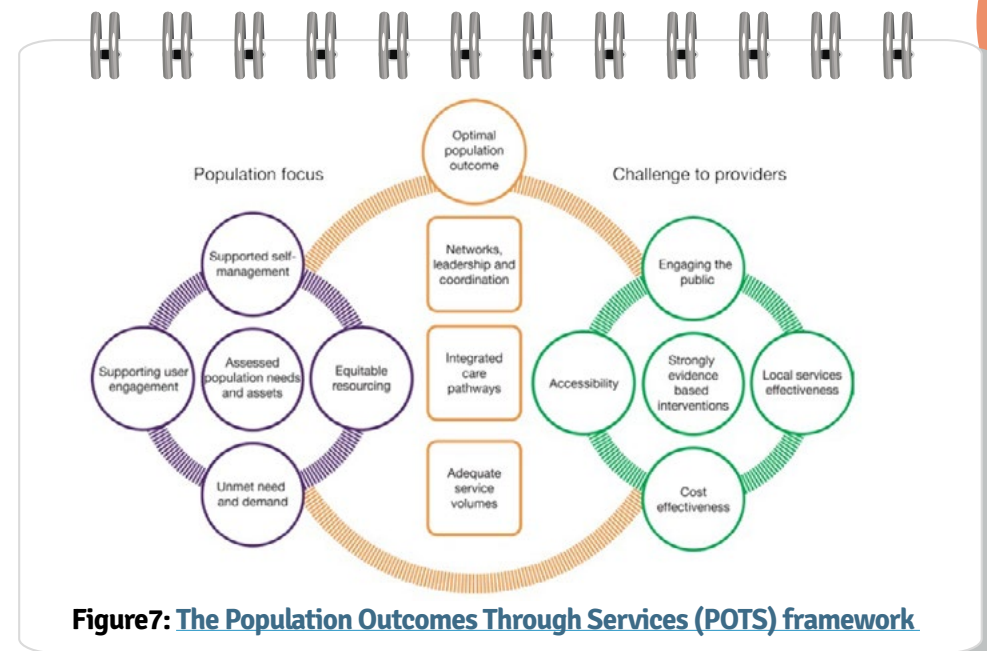 Optimal
population
outcome
Population focus
Challenge to providers
Supported self-
management
Networks,
leadership and
coordination
Engaging the
public
Supporting user
engagement
Assessed
population needs
and assets
Equitable
resourcing
Integrated
care
pathways
Accessibility
Strongly
evidence
based
interventions
Local services
effectiveness
Unmet need
and demand
Adequate
service
volumes
Cost
effectiveness
Figure7: The Population Outcomes Through Services (POTS) framework